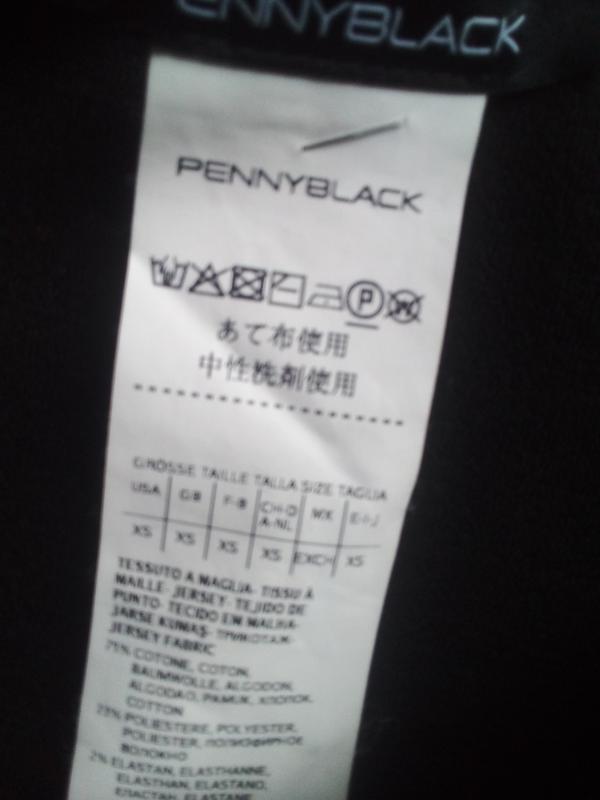 PENNYBLACK
PENNYBLACK
あて布使用
中性洗剤使用
GROSSE TAILLE TALLA SIZE TAGLIA
USA GB F-B CH-D A-NL MX E-I-J
XS XS XS XS EXCH XS
TESSUTO A MAGLIA- TISSU À
MAILLE- JERSEY- TEJIDO DE
PUNTO- TECIDO EM MALHA-
JARSE KUMAŞ- ТРИКОТАЖ-
JERSEY FABRIC
75% COTONE, COTON,
BAUMWOLLE, ALGODON,
ALGODAO, PAMUK, ХЛОПОК,
COTTON
23% POLIESTERE, POLYESTER,
POLIESTER, ПОЛИЭФИРНОЕ
ВОЛОКНО
2% ELASTAN, ELASTHANNE,
ELASTHAN, ELASTANO,
ЕЛАСТАН, ELASTANE